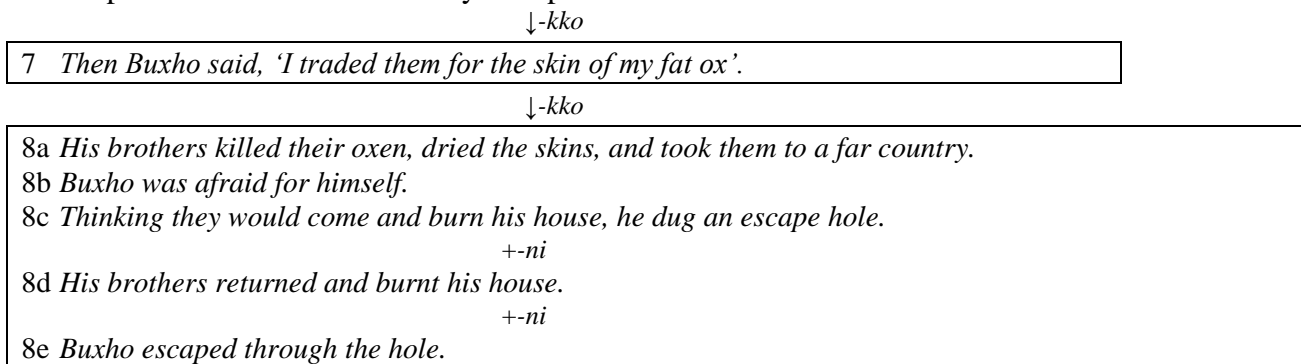 ↓-kko
7 Then Buxho said, ‘I traded them for the skin of my fat ox’.
↓-kko
8a His brothers killed their oxen, dried the skins, and took them to a far country.
8b Buxho was afraid for himself.
8c Thinking they would come and burn his house, he dug an escape hole.
+-ni
8d His brothers returned and burnt his house.
+-ni
8e Buxho escaped through the hole.